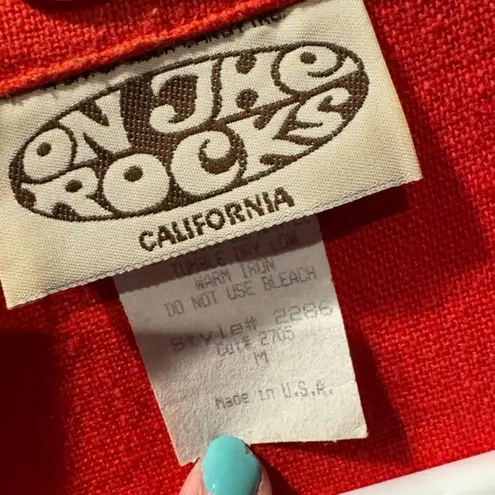 ON THE
ROCKS
CALIFORNIA
TUMBLE DRY LOW
WARM IRON
DO NOT USE BLEACH
Style# 2286
CUT# 2705
M
Made in U.S.A.